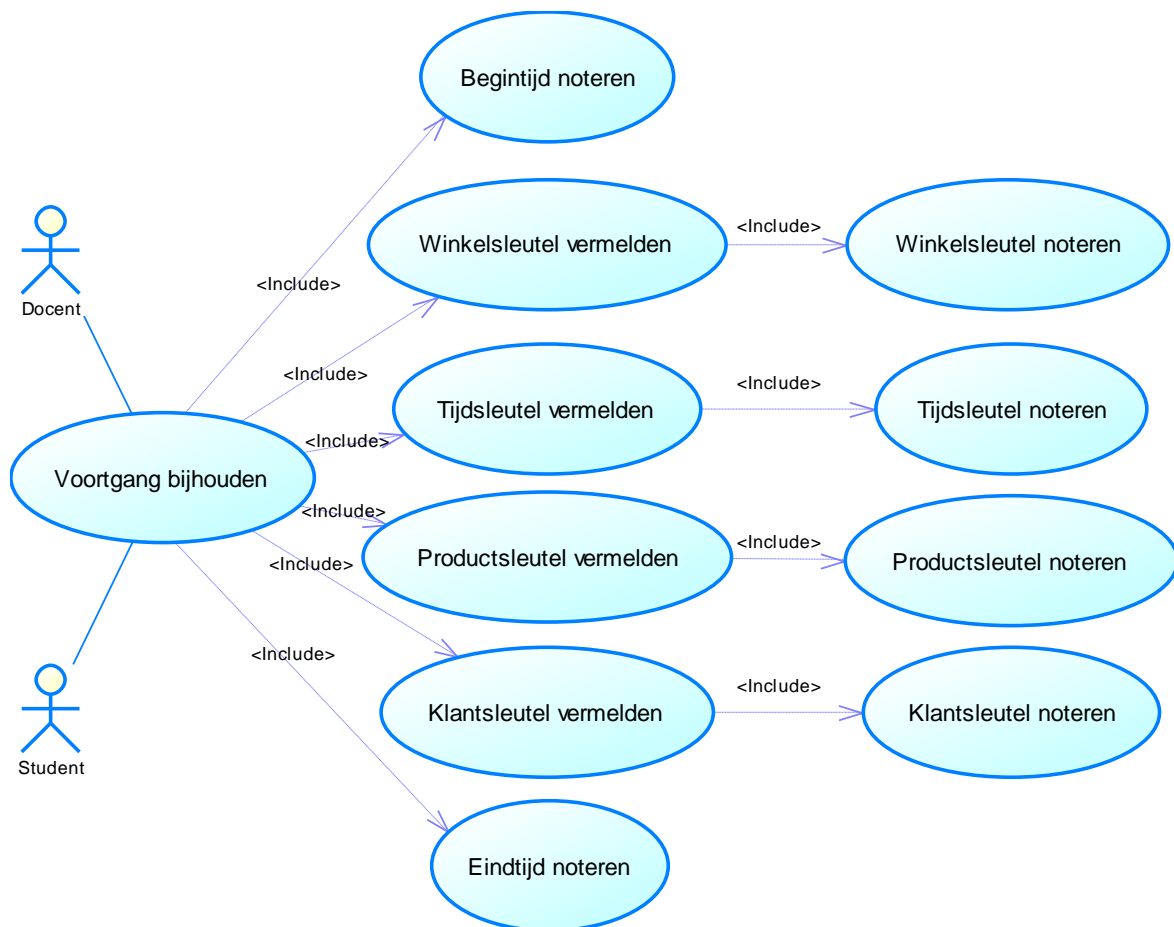 Begintijd noteren
Winkelsleutel vermelden
<Include>
Winkelsleutel noteren
Docent
<Include>
<Include>
Tijdsleutel vermelden
<Include>
Tijdsleutel noteren
<Include>
Voortgang bijhouden
<Include>
Productsleutel vermelden
<Include>
Productsleutel noteren
<Include>
<Include>
Klantsleutel vermelden
<Include>
Klantsleutel noteren
Student
Eindtijd noteren